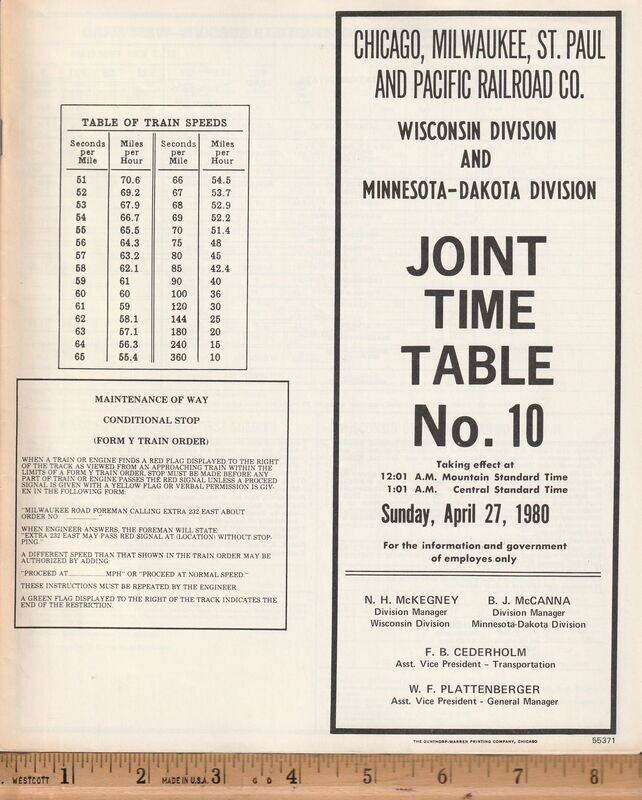 TABLE OF TRAIN SPEEDS
Seconds per Mile Miles per Hour Seconds per Mile Miles per Hour
51 70.6 66 54.5
52 69.2 67 53.7
53 67.9 68 52.9
54 66.7 69 52.2
55 65.5 70 51.4
56 64.3 75 48
57 63.2 80 45
58 62.1 85 42.4
59 61 90 40
60 60 100 36
61 59 120 30
62 58.1 144 25
63 57.1 180 20
64 56.3 240 15
65 55.4 360 10
MAINTENANCE OF WAY
CONDITIONAL STOP
(FORM Y TRAIN ORDER)
WHEN A TRAIN OR ENGINE FINDS A RED FLAG DISPLAYED TO THE RIGHT
OF THE TRACK AS VIEWED FROM AN APPROACHING TRAIN WITHIN THE
LIMITS OF A FORM Y TRAIN ORDER, STOP MUST BE MADE BEFORE ANY
PART OF TRAIN OR ENGINE PASSES THE RED SIGNAL UNLESS A PROCEED
SIGNAL IS GIVEN WITH A YELLOW FLAG OR VERBAL PERMISSION IS GIV-
EN IN THE FOLLOWING FORM:
"MILWAUKEE ROAD FOREMAN CALLING EXTRA 232 EAST ABOUT
ORDER NO. ............"
WHEN ENGINEER ANSWERS, THE FOREMAN WILL STATE:
"EXTRA 232 EAST MAY PASS RED SIGNAL AT (LOCATION) WITHOUT STOP-
PING."
A DIFFERENT SPEED THAN THAT SHOWN IN THE TRAIN ORDER MAY BE
AUTHORIZED BY ADDING:
"PROCEED AT............MPH" OR "PROCEED AT NORMAL SPEED."
THESE INSTRUCTIONS MUST BE REPEATED BY THE ENGINEER.
A GREEN FLAG DISPLAYED TO THE RIGHT OF THE TRACK INDICATES THE
END OF THE RESTRICTION.
CHICAGO, MILWAUKEE, ST. PAUL
AND PACIFIC RAILROAD CO.
WISCONSIN DIVISION
AND
MINNESOTA-DAKOTA DIVISION
JOINT
TIME
TABLE
No. 10
Taking effect at
12:01 A.M. Mountain Standard Time
1:01 A.M. Central Standard Time
Sunday, April 27, 1980
For the information and government
of employes only
N. H. McKEGNEY B. J. McCANNA
Division Manager Division Manager
Wisconsin Division Minnesota-Dakota Division
F. B. CEDERHOLM
Asst. Vice President - Transportation
W. F. PLATTENBERGER
Asst. Vice President - General Manager
THE GUNTHORP-WARREN PRINTING COMPANY, CHICAGO
55371
WESTCOTT 1 2 MADE IN U.S.A. 3 G D 4 5 6 7 8